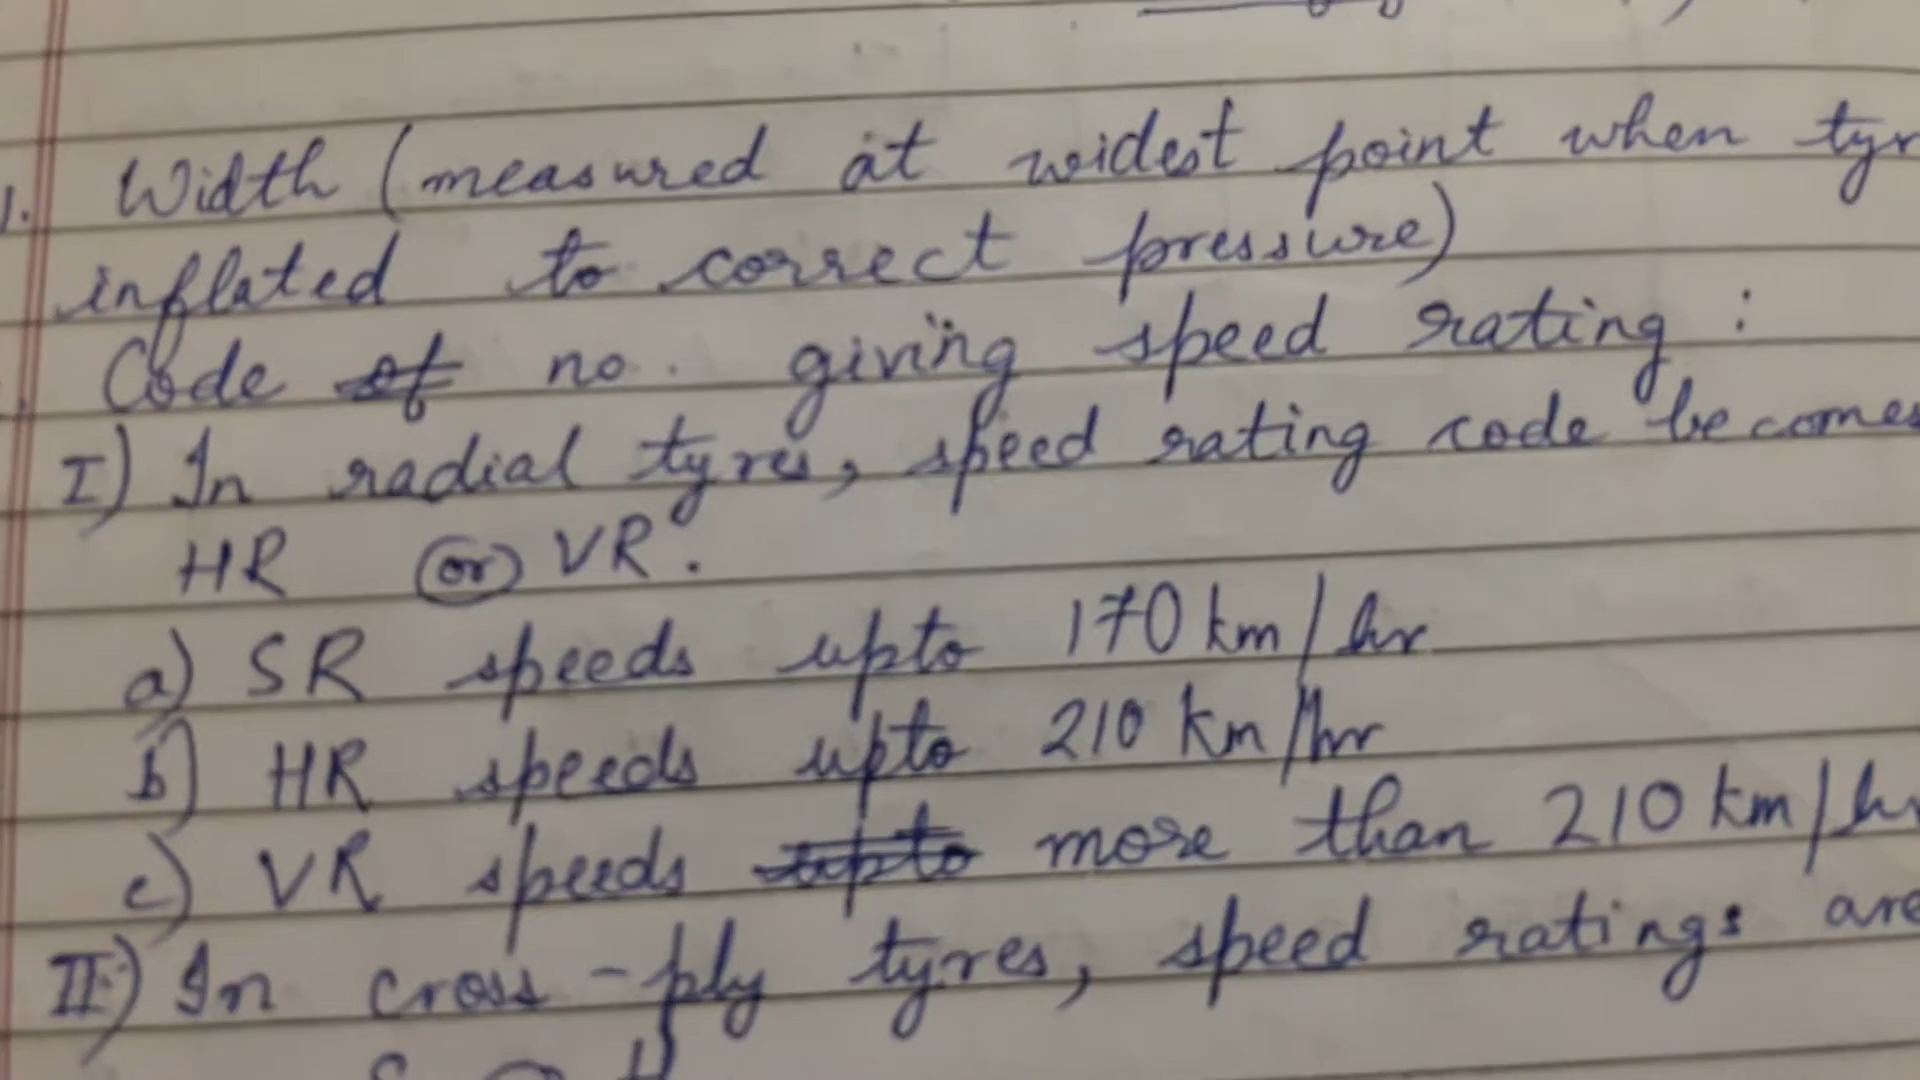 1. Width (measured at widest point when tyr
inflated to correct pressure)
Code of no. giving speed rating :
I) In radial tyres, speed rating code becomes
HR or VR.
a) SR speeds upto 170 km/hr
b) HR speeds upto 210 km/hr
c) VR speeds upto more than 210 km/hr
II) In cross-ply tyres, speed ratings are